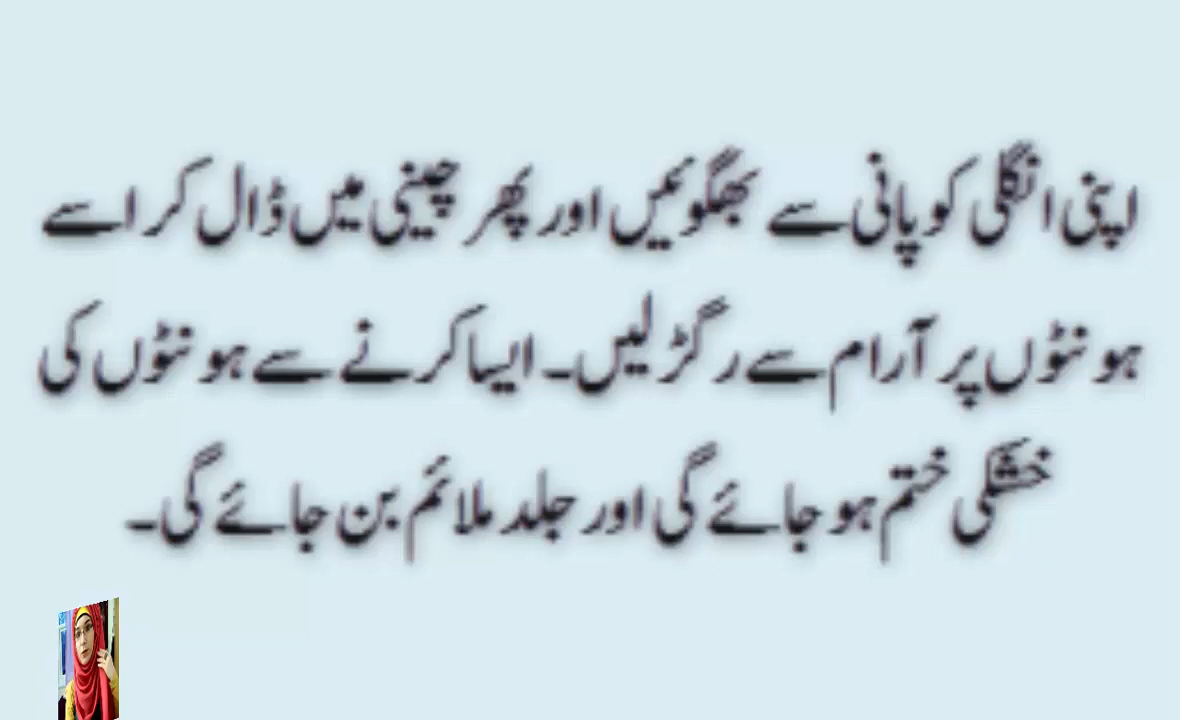 اپنی انگلی کو پانی سے بھگوئیں اور پھر چینی میں ڈال کر اسے
ہونٹوں پر آرام سے رگڑ لیں۔ ایسا کرنے سے ہونٹوں کی
خشکی ختم ہو جائے گی اور جلد ملائم بن جائے گی۔